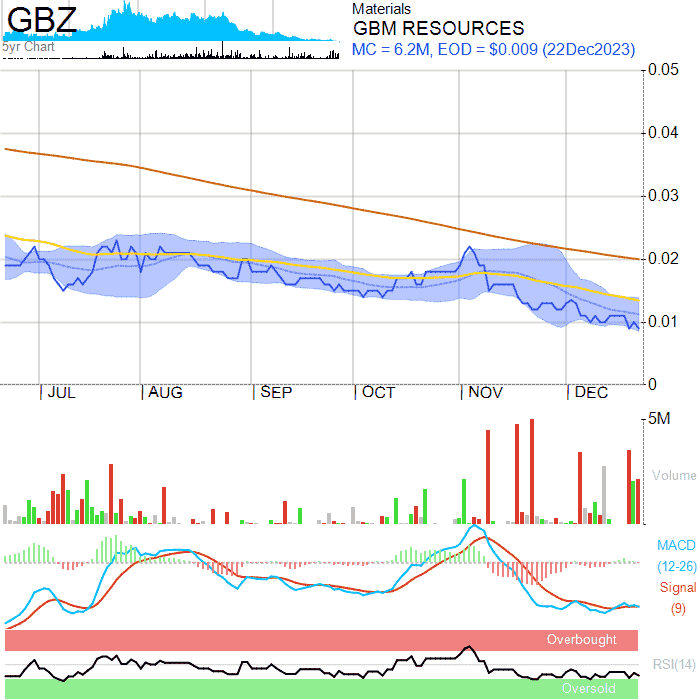 GBZ
5yr Chart
Materials
GBM RESOURCES
MC = 6.2M, EOD = $0.009 (22Dec2023)
0.05
0.04
0.03
0.02
0.01
0
JUL AUG SEP OCT NOV DEC
5M
Volume
MACD
(12-26)
Signal
(9)
Overbought
RSI(14)
Oversold